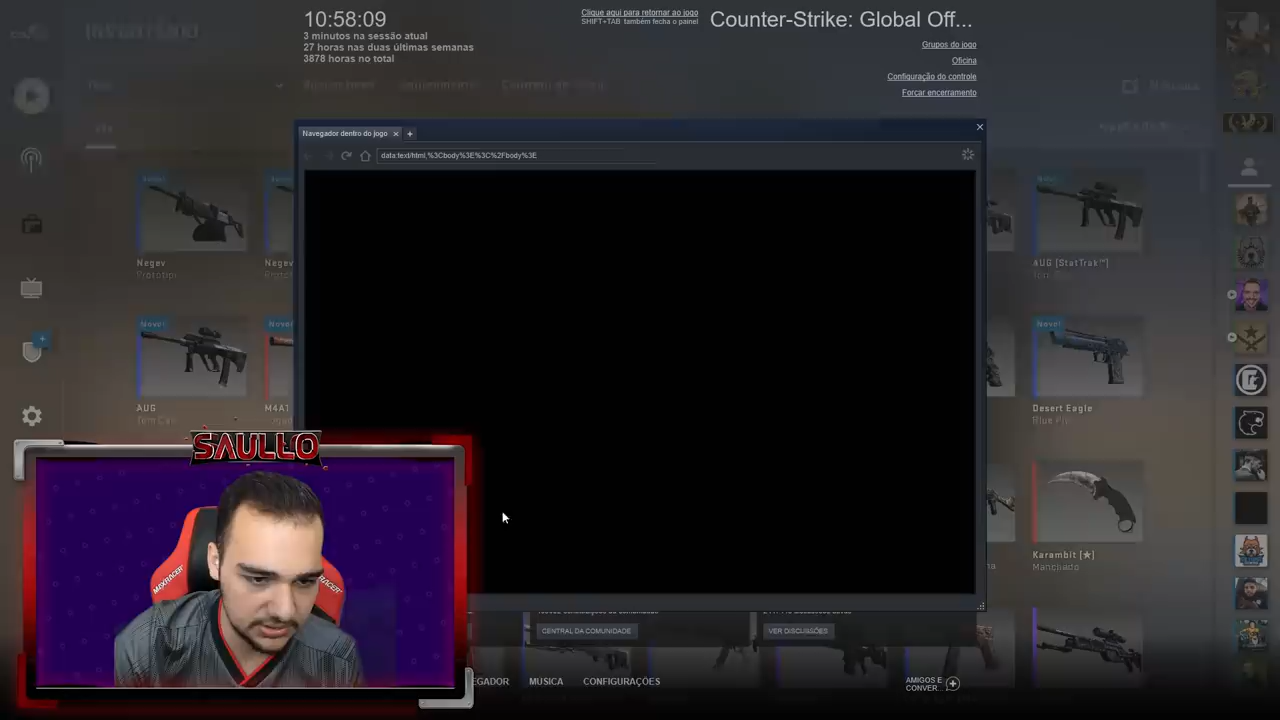 10:58:09
3 minutos na sessão atual
27 horas nas duas últimas semanas
3878 horas no total
Clique aqui para retornar ao jogo
SHIFT+TAB também fecha o painel
Counter-Strike: Global Off...
Grupos do jogo
Oficina
Configuração do controle
Forçar encerramento
Navegador dentro do jogo
data:text/html,%3Cbody%3E%3C%2Fbody%3E
Negev
Negev
AUG [StatTrak™]
Novo!
Novo!
AUG
M4A1
Desert Eagle
Blue Ply
Karambit [★]
Manchado
SAULLO
MAXRACER
CENTRAL DA COMUNIDADE
VER DISCUSSÕES
EGADOR
MÚSICA
CONFIGURAÇÕES
AMIGOS E
CONVER...